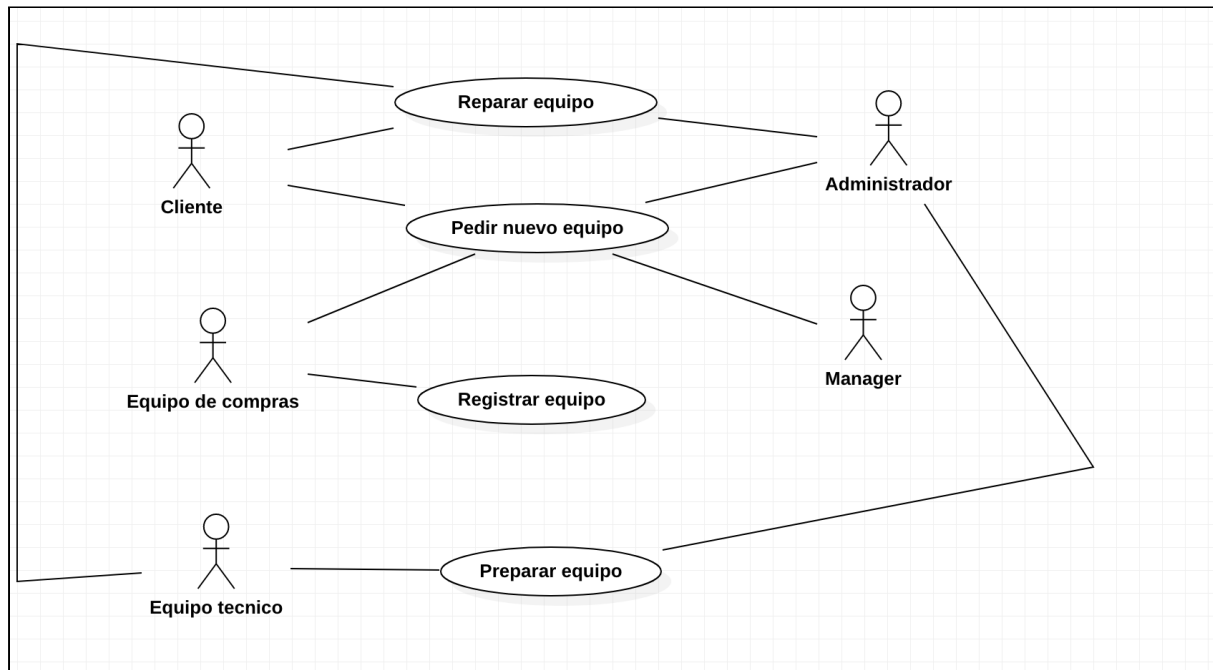 Reparar equipo
Administrador
Cliente
Pedir nuevo equipo
Manager
Equipo de compras
Registrar equipo
Preparar equipo
Equipo tecnico